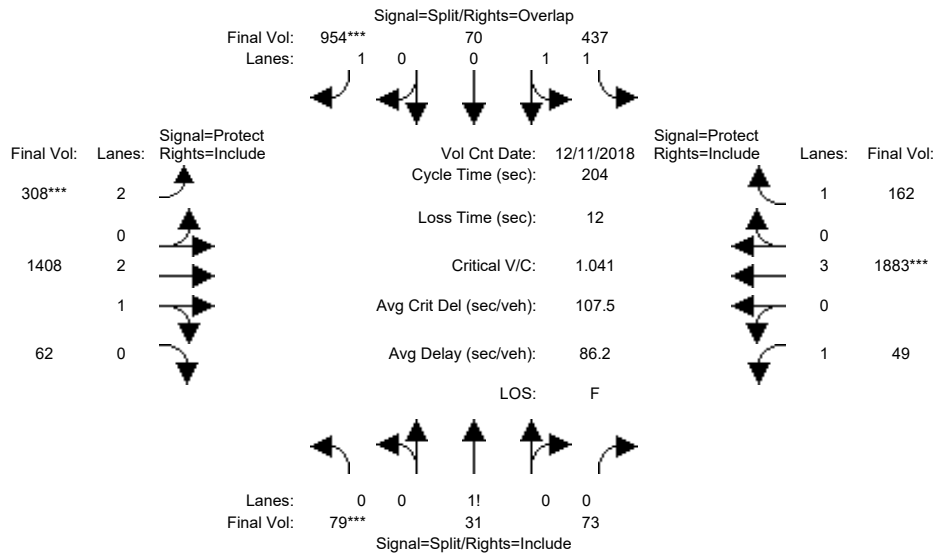 Signal=Split/Rights=Overlap
Final Vol: 954*** 70 437
Lanes: 1 0 0 1 1
Signal=Protect Signal=Protect
Final Vol: Lanes: Rights=Include Vol Cnt Date: 12/11/2018 Rights=Include Lanes: Final Vol:
Cycle Time (sec): 204
308*** 2 1 162
Loss Time (sec): 12
0 0
1408 2 Critical V/C: 1.041 3 1883***
1 Avg Crit Del (sec/veh): 107.5 0
62 0 Avg Delay (sec/veh): 86.2 1 49
LOS: F
Lanes: 0 0 1! 0 0
Final Vol: 79*** 31 73
Signal=Split/Rights=Include